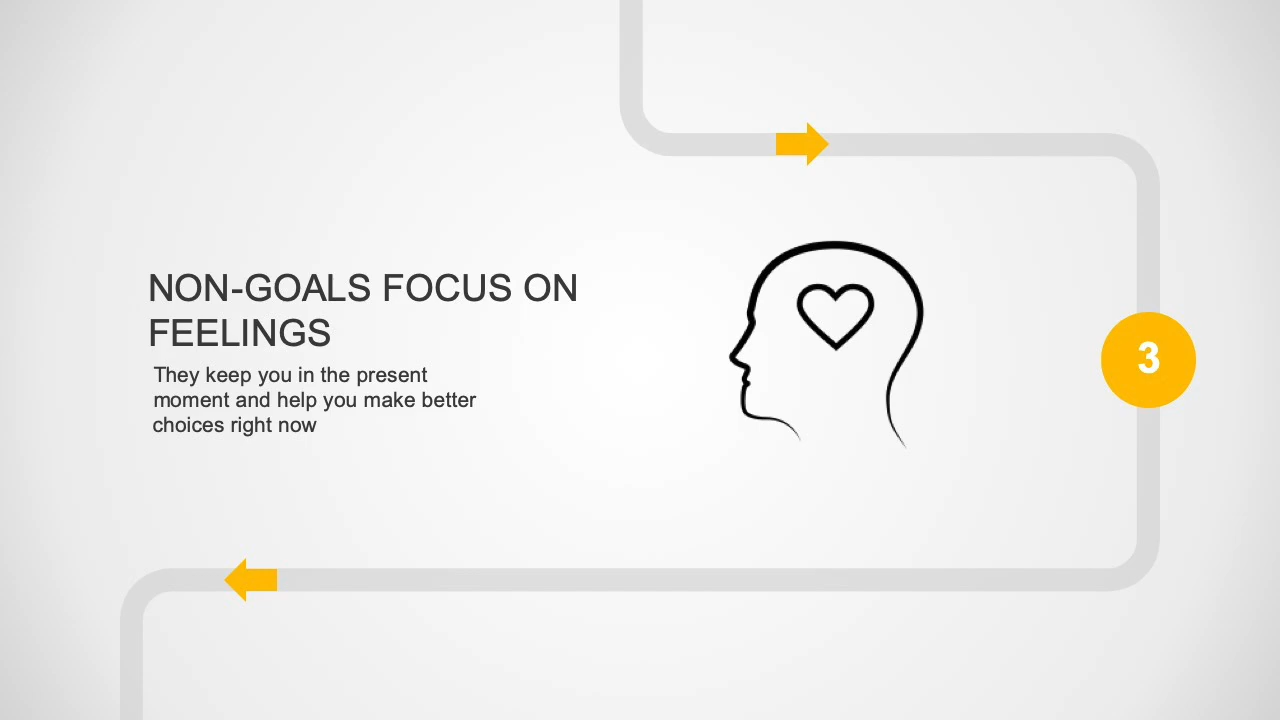 NON-GOALS FOCUS ON
FEELINGS
They keep you in the present
moment and help you make better
choices right now
3